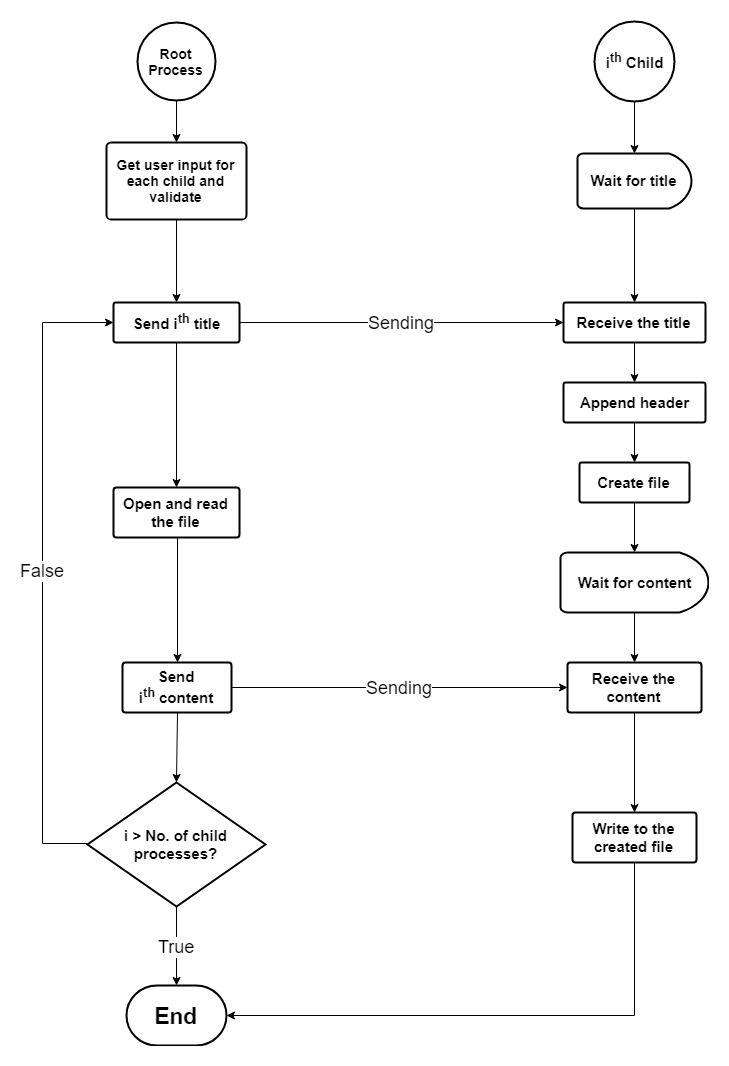 Root
Process
i^th Child
Get user input for
each child and
validate
Wait for title
Send i^th title
Sending
Receive the title
Append header
Create file
Open and read
the file
False
Wait for content
Send
i^th content
Sending
Receive the
content
i > No. of child
processes?
Write to the
created file
True
End